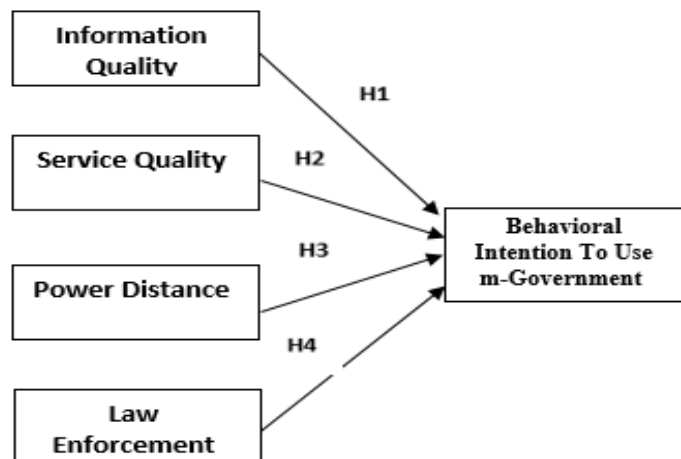 Information
Quality
H1
Service Quality
H2
Behavioral
Intention To Use
m-Government
H3
Power Distance
H4
Law
Enforcement